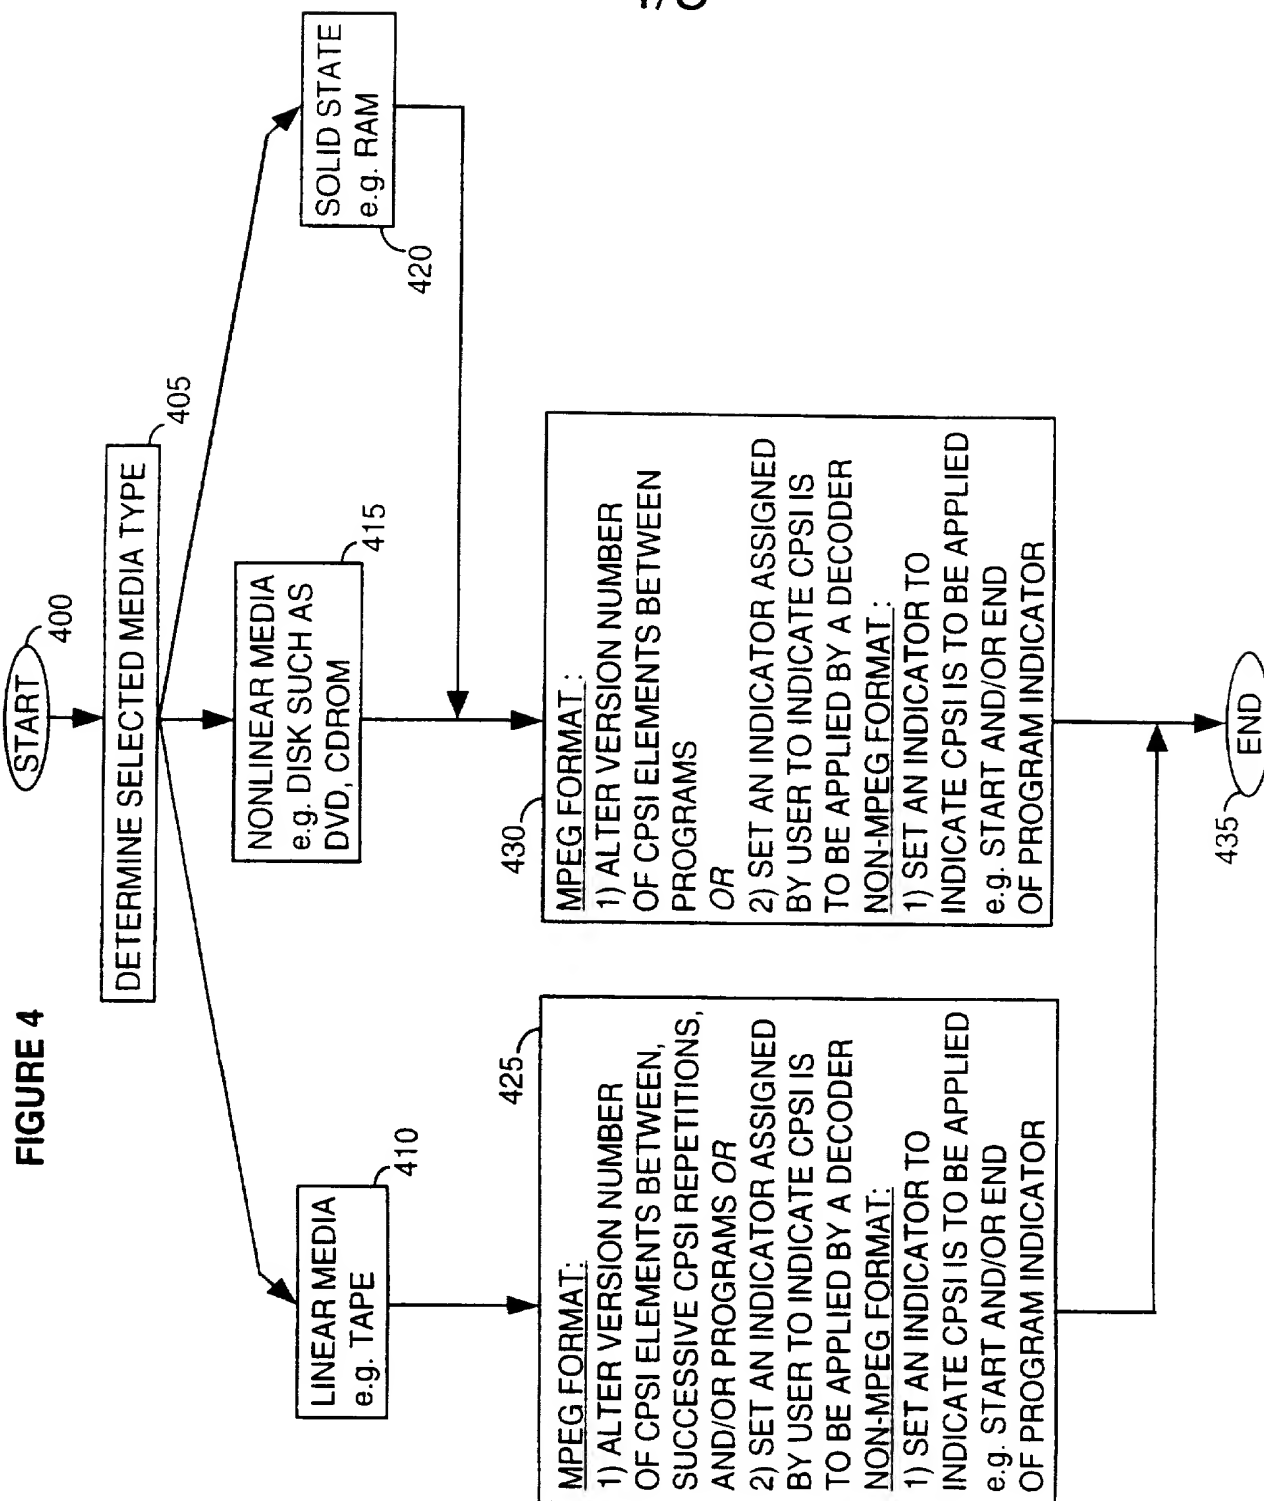 FIGURE 4
START
400
DETERMINE SELECTED MEDIA TYPE
405
LINEAR MEDIA
e.g. TAPE
410
NONLINEAR MEDIA
e.g. DISK SUCH AS
DVD, CDROM
415
SOLID STATE
e.g. RAM
420
425
MPEG FORMAT:
1) ALTER VERSION NUMBER
OF CPSI ELEMENTS BETWEEN,
SUCCESSIVE CPSI REPETITIONS,
AND/OR PROGRAMS OR
2) SET AN INDICATOR ASSIGNED
BY USER TO INDICATE CPSI IS
TO BE APPLIED BY A DECODER
NON-MPEG FORMAT:
1) SET AN INDICATOR TO
INDICATE CPSI IS TO BE APPLIED
e.g. START AND/OR END
OF PROGRAM INDICATOR
430
MPEG FORMAT :
1) ALTER VERSION NUMBER
OF CPSI ELEMENTS BETWEEN
PROGRAMS
OR
2) SET AN INDICATOR ASSIGNED
BY USER TO INDICATE CPSI IS
TO BE APPLIED BY A DECODER
NON-MPEG FORMAT :
1) SET AN INDICATOR TO
INDICATE CPSI IS TO BE APPLIED
e.g. START AND/OR END
OF PROGRAM INDICATOR
435
END